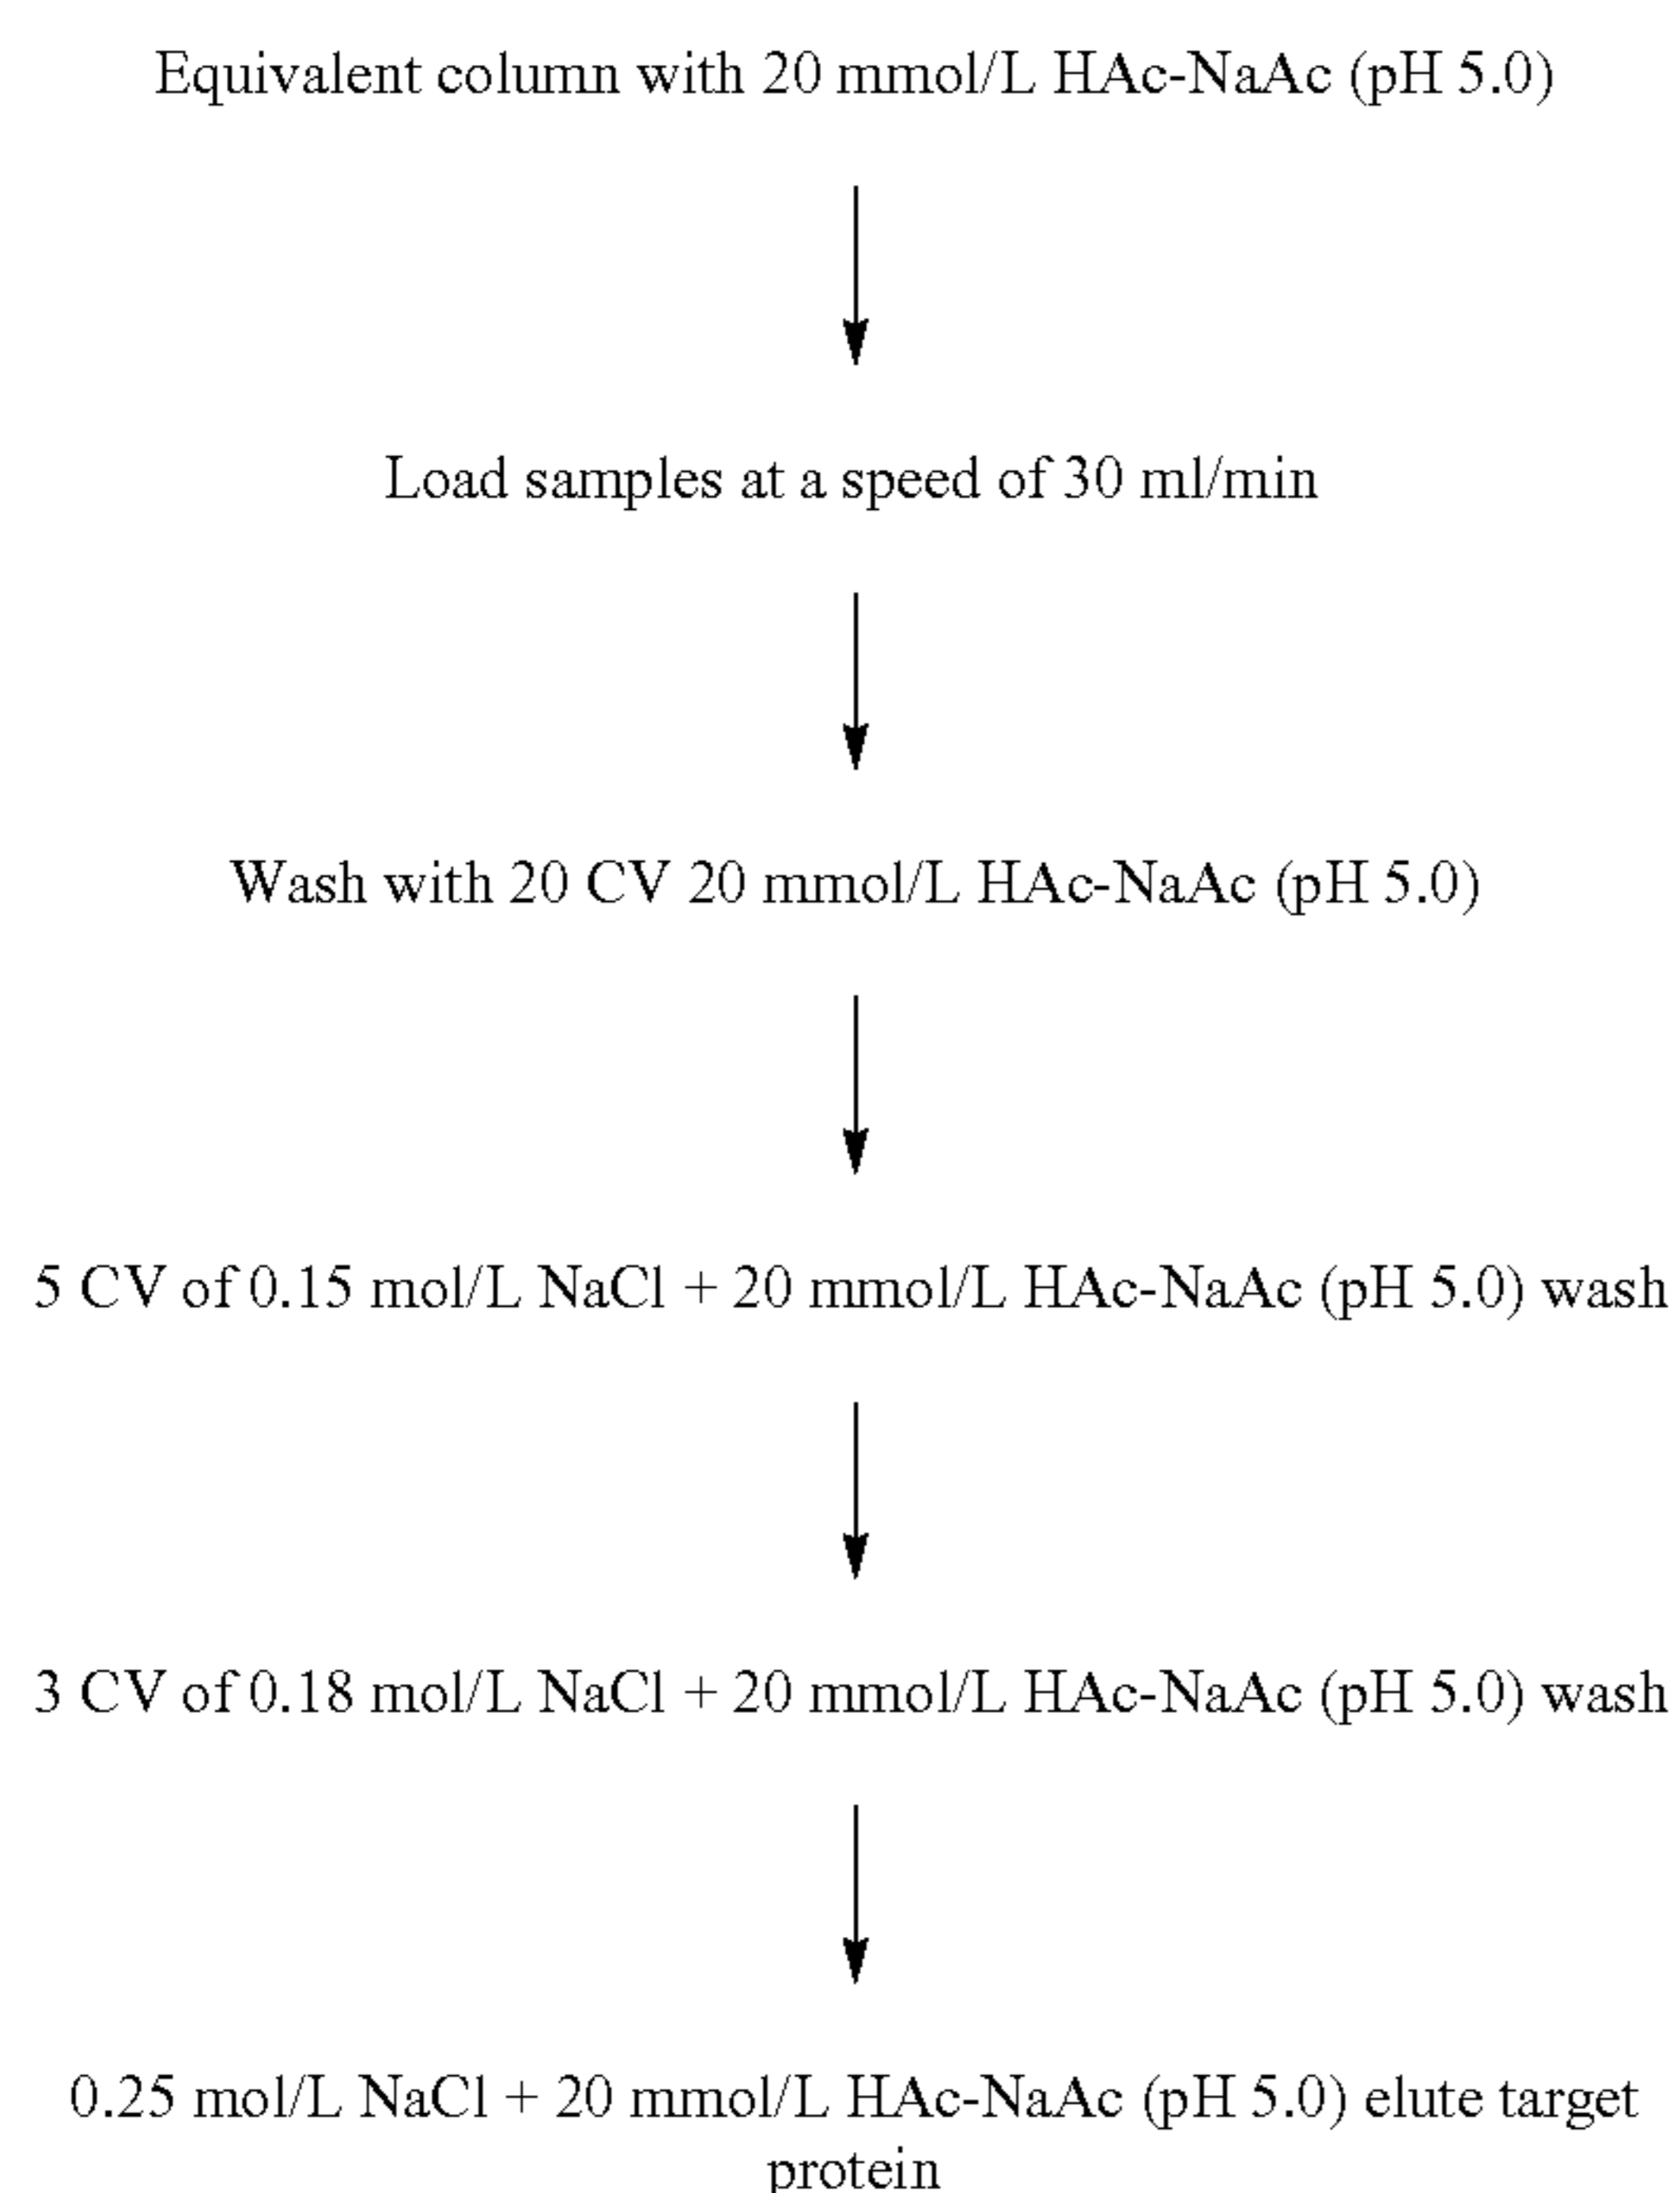 Equivalent column with 20 mmol/L HAc-NaAc (pH 5.0)
Load samples at a speed of 30 ml/min
Wash with 20 CV 20 mmol/L HAc-NaAc (pH 5.0)
5 CV of 0.15 mol/L NaCl + 20 mmol/L HAc-NaAc (pH 5.0) wash
3 CV of 0.18 mol/L NaCl + 20 mmol/L HAc-NaAc (pH 5.0) wash
0.25 mol/L NaCl + 20 mmol/L HAc-NaAc (pH 5.0) elute target
protein